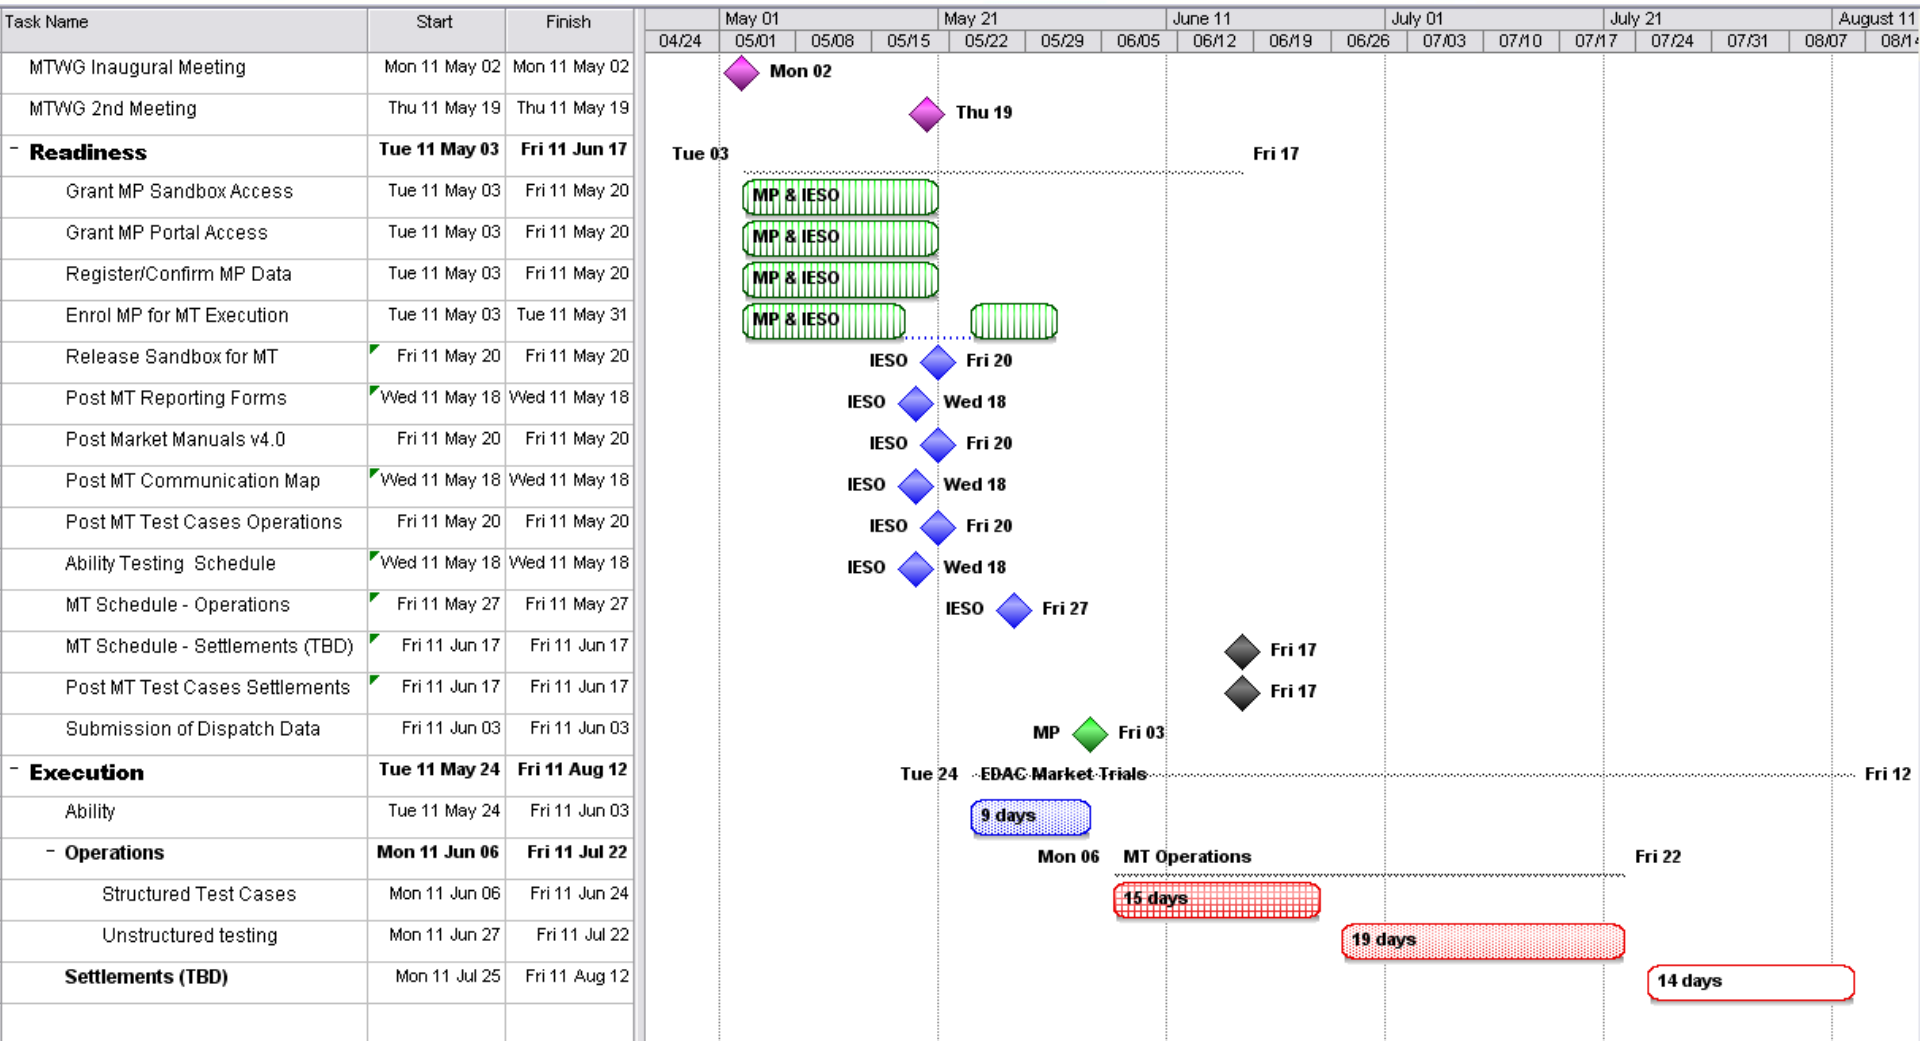 Task Name Start Finish May 01 May 21 June 11 July 01 July 21 August 11
04/24 05/01 05/08 05/15 05/22 05/29 06/05 06/12 06/19 06/26 07/03 07/10 07/17 07/24 07/31 08/07
MTWG Inaugural Meeting Mon 11 May 02 Mon 11 May 02 Mon 02
MTWG 2nd Meeting Thu 11 May 19 Thu 11 May 19 Thu 19
− Readiness Tue 11 May 03 Fri 11 Jun 17 Tue 03 Fri 17
Grant MP Sandbox Access Tue 11 May 03 Fri 11 May 20 MP & IESO
Grant MP Portal Access Tue 11 May 03 Fri 11 May 20 MP & IESO
Register/Confirm MP Data Tue 11 May 03 Fri 11 May 20 MP & IESO
Enrol MP for MT Execution Tue 11 May 03 Tue 11 May 31 MP & IESO
Release Sandbox for MT Fri 11 May 20 Fri 11 May 20 IESO Fri 20
Post MT Reporting Forms Wed 11 May 18 Wed 11 May 18 IESO Wed 18
Post Market Manuals v4.0 Fri 11 May 20 Fri 11 May 20 IESO Fri 20
Post MT Communication Map Wed 11 May 18 Wed 11 May 18 IESO Wed 18
Post MT Test Cases Operations Fri 11 May 20 Fri 11 May 20 IESO Fri 20
Ability Testing Schedule Wed 11 May 18 Wed 11 May 18 IESO Wed 18
MT Schedule - Operations Fri 11 May 27 Fri 11 May 27 IESO Fri 27
MT Schedule - Settlements (TBD) Fri 11 Jun 17 Fri 11 Jun 17 Fri 17
Post MT Test Cases Settlements Fri 11 Jun 17 Fri 11 Jun 17 Fri 17
Submission of Dispatch Data Fri 11 Jun 03 Fri 11 Jun 03 MP Fri 03
− Execution Tue 11 May 24 Fri 11 Aug 12 Tue 24 EDAC Market Trials Fri 12
Ability Tue 11 May 24 Fri 11 Jun 03 9 days
− Operations Mon 11 Jun 06 Fri 11 Jul 22 Mon 06 MT Operations Fri 22
Structured Test Cases Mon 11 Jun 06 Fri 11 Jun 24 15 days
Unstructured testing Mon 11 Jun 27 Fri 11 Jul 22 19 days
Settlements (TBD) Mon 11 Jul 25 Fri 11 Aug 12 14 days